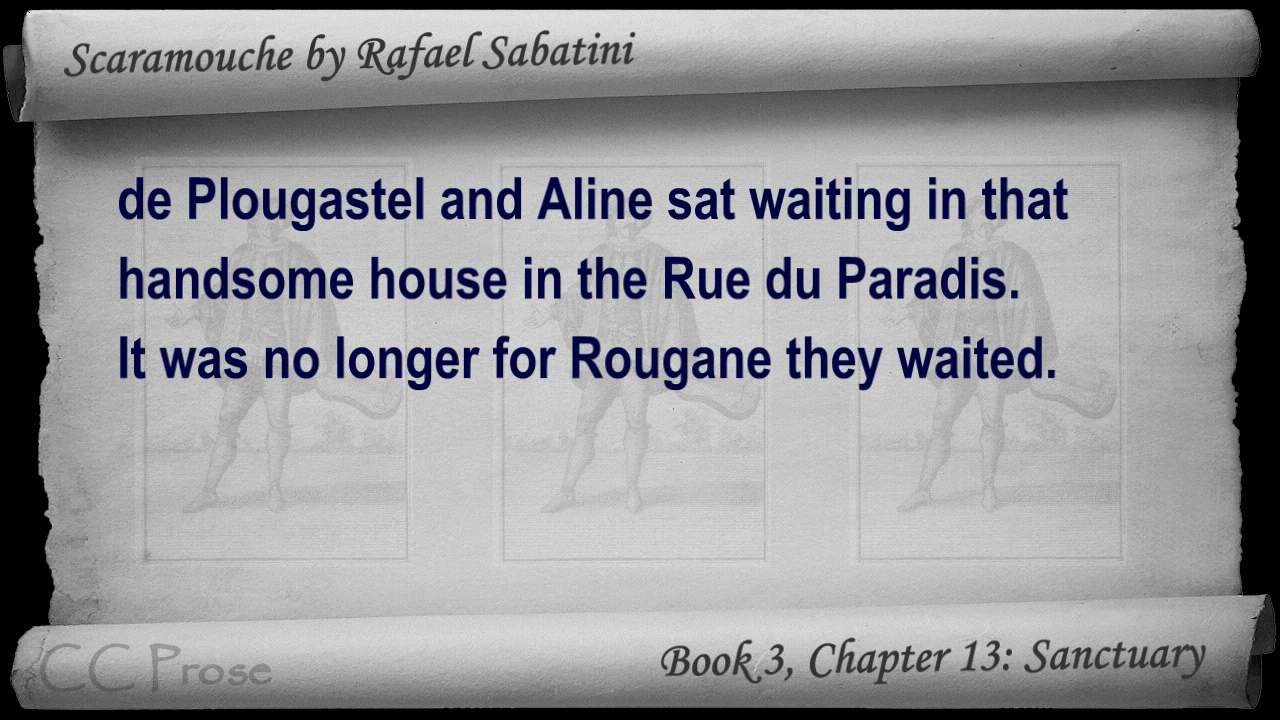 Scaramouche by Rafael Sabatini
de Plougastel and Aline sat waiting in that
handsome house in the Rue du Paradis.
It was no longer for Rougane they waited.
CC Prose
Book 3, Chapter 13: Sanctuary